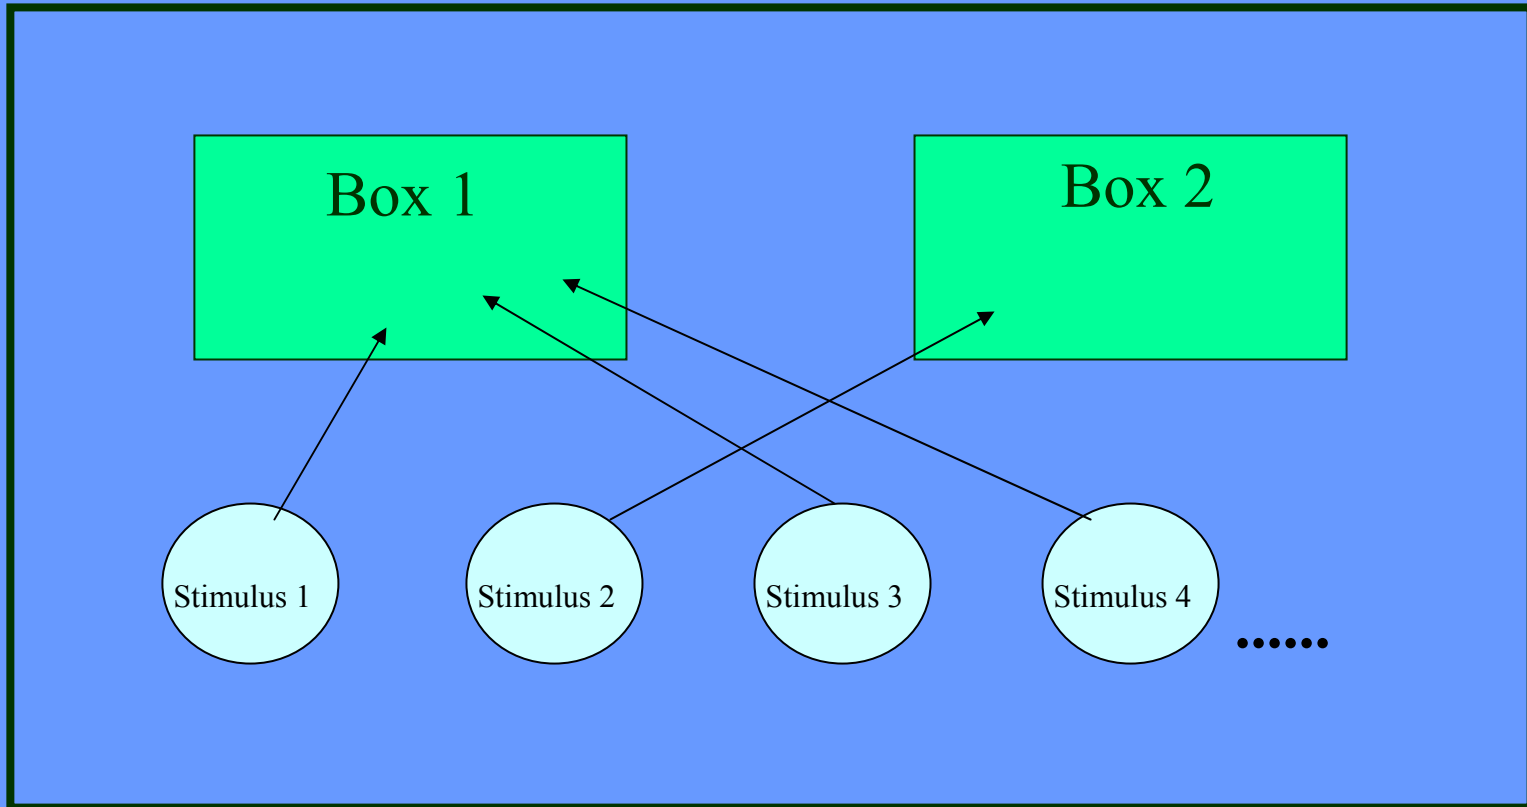 Box 1
Box 2
Stimulus 1
Stimulus 2
Stimulus 3
Stimulus 4
......